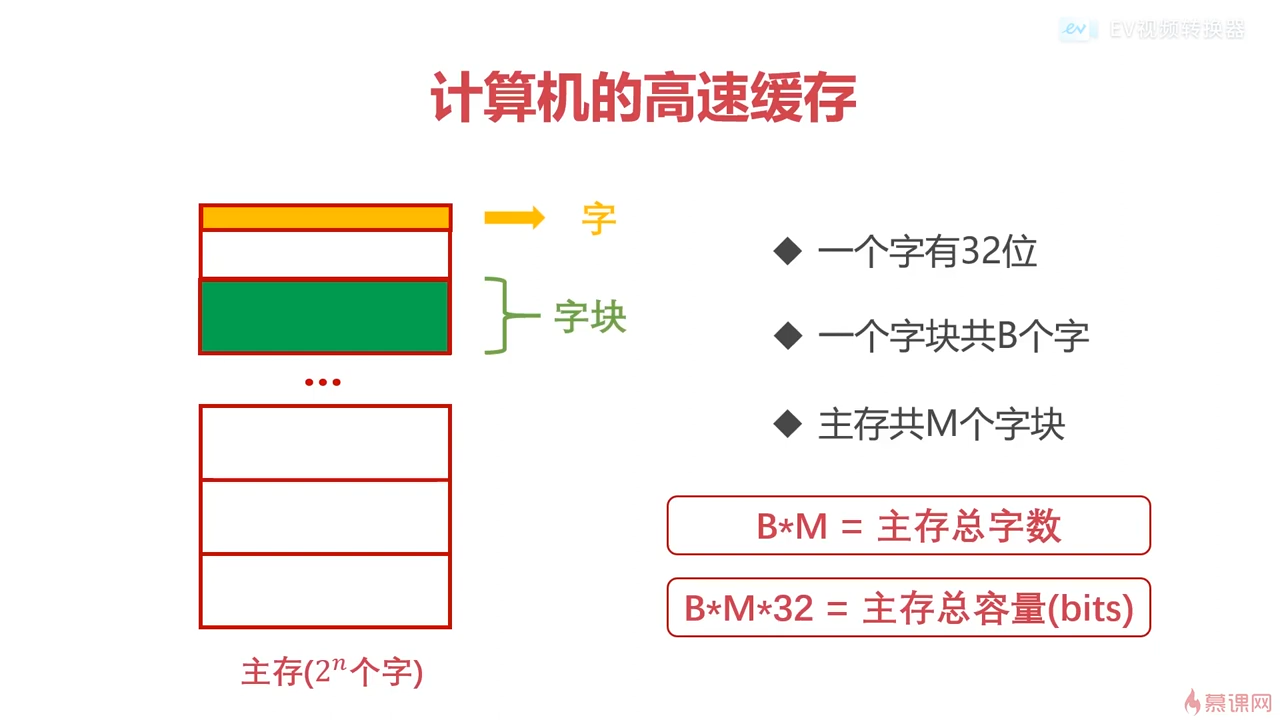 EV视频转换器
计算机的高速缓存
字
字块
...
主存(2ⁿ个字)
◆ 一个字有32位
◆ 一个字块共B个字
◆ 主存共M个字块
B*M = 主存总字数
B*M*32 = 主存总容量(bits)
慕课网